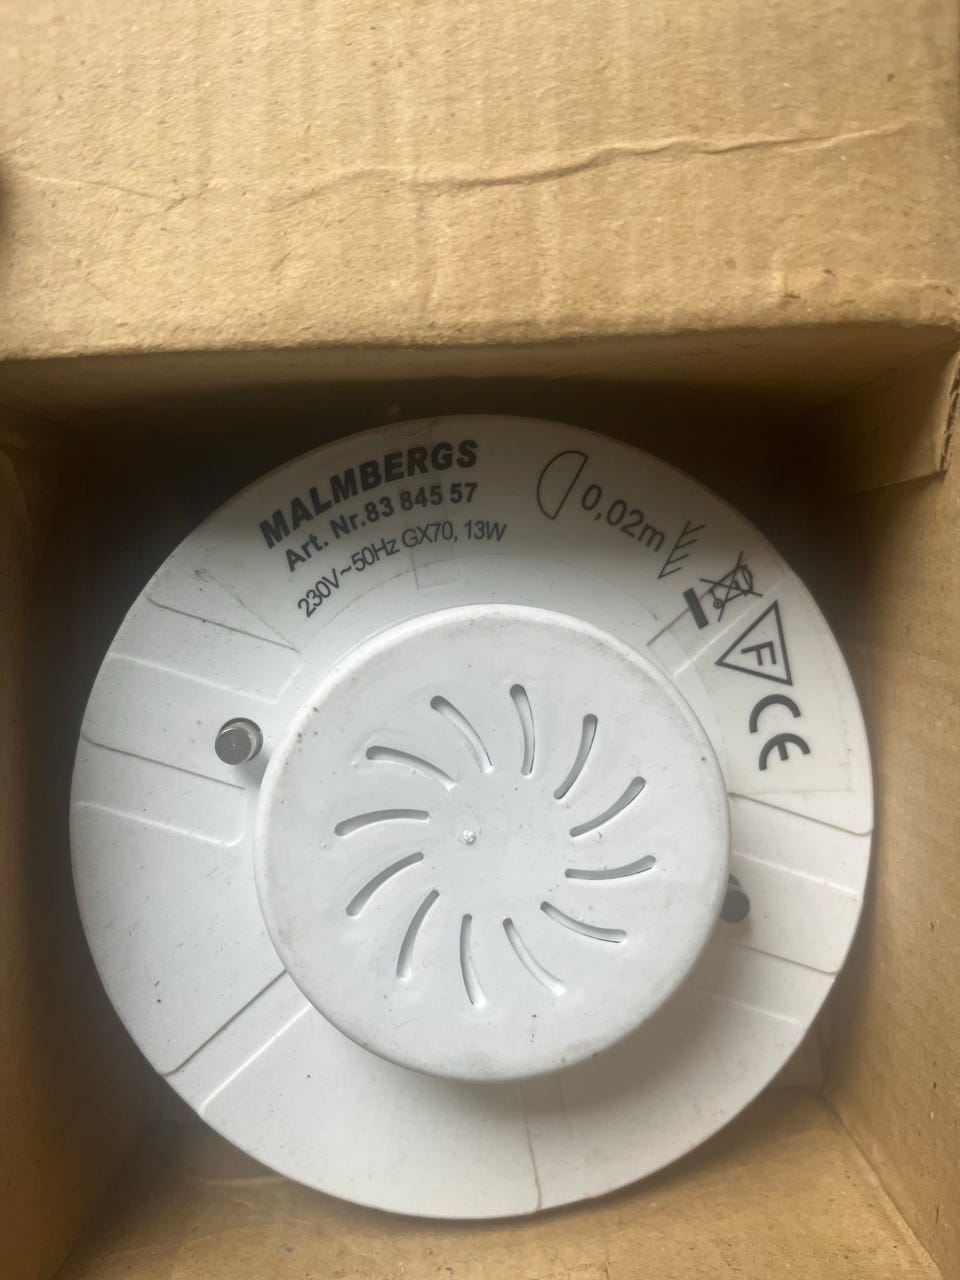 MALMBERGS
Art. Nr.83 845 57
230V~50Hz GX70, 13W
0,02m
F
CE